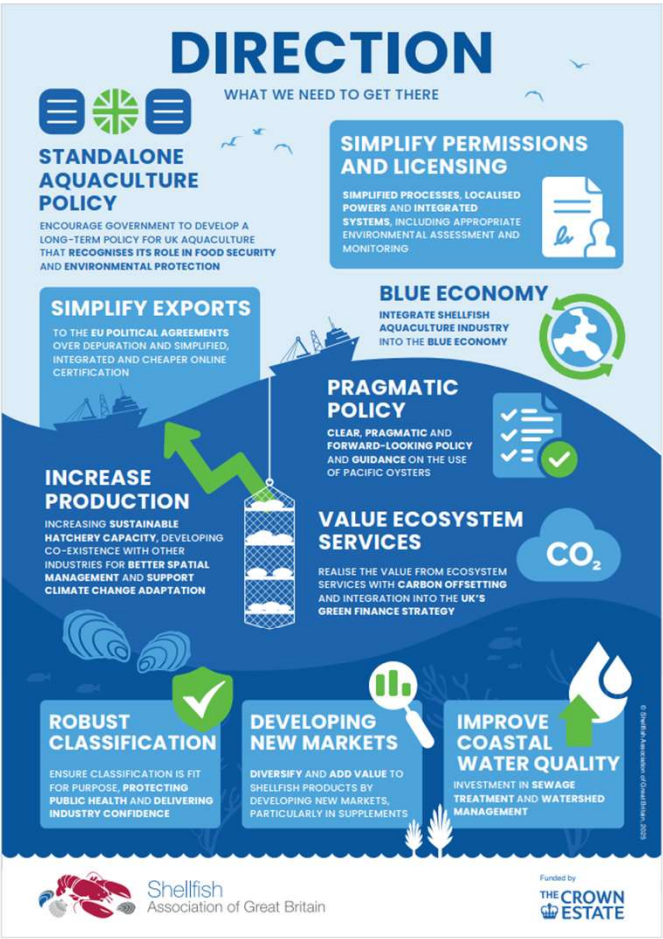 DIRECTION
WHAT WE NEED TO GET THERE
STANDALONE
AQUACULTURE
POLICY
ENCOURAGE GOVERNMENT TO DEVELOP A
LONG-TERM POLICY FOR UK AQUACULTURE
THAT RECOGNISES ITS ROLE IN FOOD SECURITY
AND ENVIRONMENTAL PROTECTION
SIMPLIFY PERMISSIONS
AND LICENSING
SIMPLIFIED PROCESSES, LOCALISED
POWERS AND INTEGRATED
SYSTEMS, INCLUDING APPROPRIATE
ENVIRONMENTAL ASSESSMENT AND
MONITORING
SIMPLIFY EXPORTS
TO THE EU POLITICAL AGREEMENTS
OVER DEPURATION AND SIMPLIFIED,
INTEGRATED AND CHEAPER ONLINE
CERTIFICATION
BLUE ECONOMY
INTEGRATE SHELLFISH
AQUACULTURE INDUSTRY
INTO THE BLUE ECONOMY
PRAGMATIC
POLICY
CLEAR, PRAGMATIC AND
FORWARD-LOOKING POLICY
AND GUIDANCE ON THE USE
OF PACIFIC OYSTERS
INCREASE
PRODUCTION
INCREASING SUSTAINABLE
HATCHERY CAPACITY, DEVELOPING
CO-EXISTENCE WITH OTHER
INDUSTRIES FOR BETTER SPATIAL
MANAGEMENT AND SUPPORT
CLIMATE CHANGE ADAPTATION
VALUE ECOSYSTEM
SERVICES
REALISE THE VALUE FROM ECOSYSTEM
SERVICES WITH CARBON OFFSETTING
AND INTEGRATION INTO THE UK'S
GREEN FINANCE STRATEGY
CO₂
ROBUST
CLASSIFICATION
ENSURE CLASSIFICATION IS FIT
FOR PURPOSE, PROTECTING
PUBLIC HEALTH AND DELIVERING
INDUSTRY CONFIDENCE
DEVELOPING
NEW MARKETS
DIVERSIFY AND ADD VALUE TO
SHELLFISH PRODUCTS BY
DEVELOPING NEW MARKETS,
PARTICULARLY IN SUPPLEMENTS
IMPROVE
COASTAL
WATER QUALITY
INVESTMENT IN SEWAGE
TREATMENT AND WATERSHED
MANAGEMENT
© Shellfish Association of Great Britain, 2025
Shellfish
Association of Great Britain
Funded by
THE CROWN
ESTATE